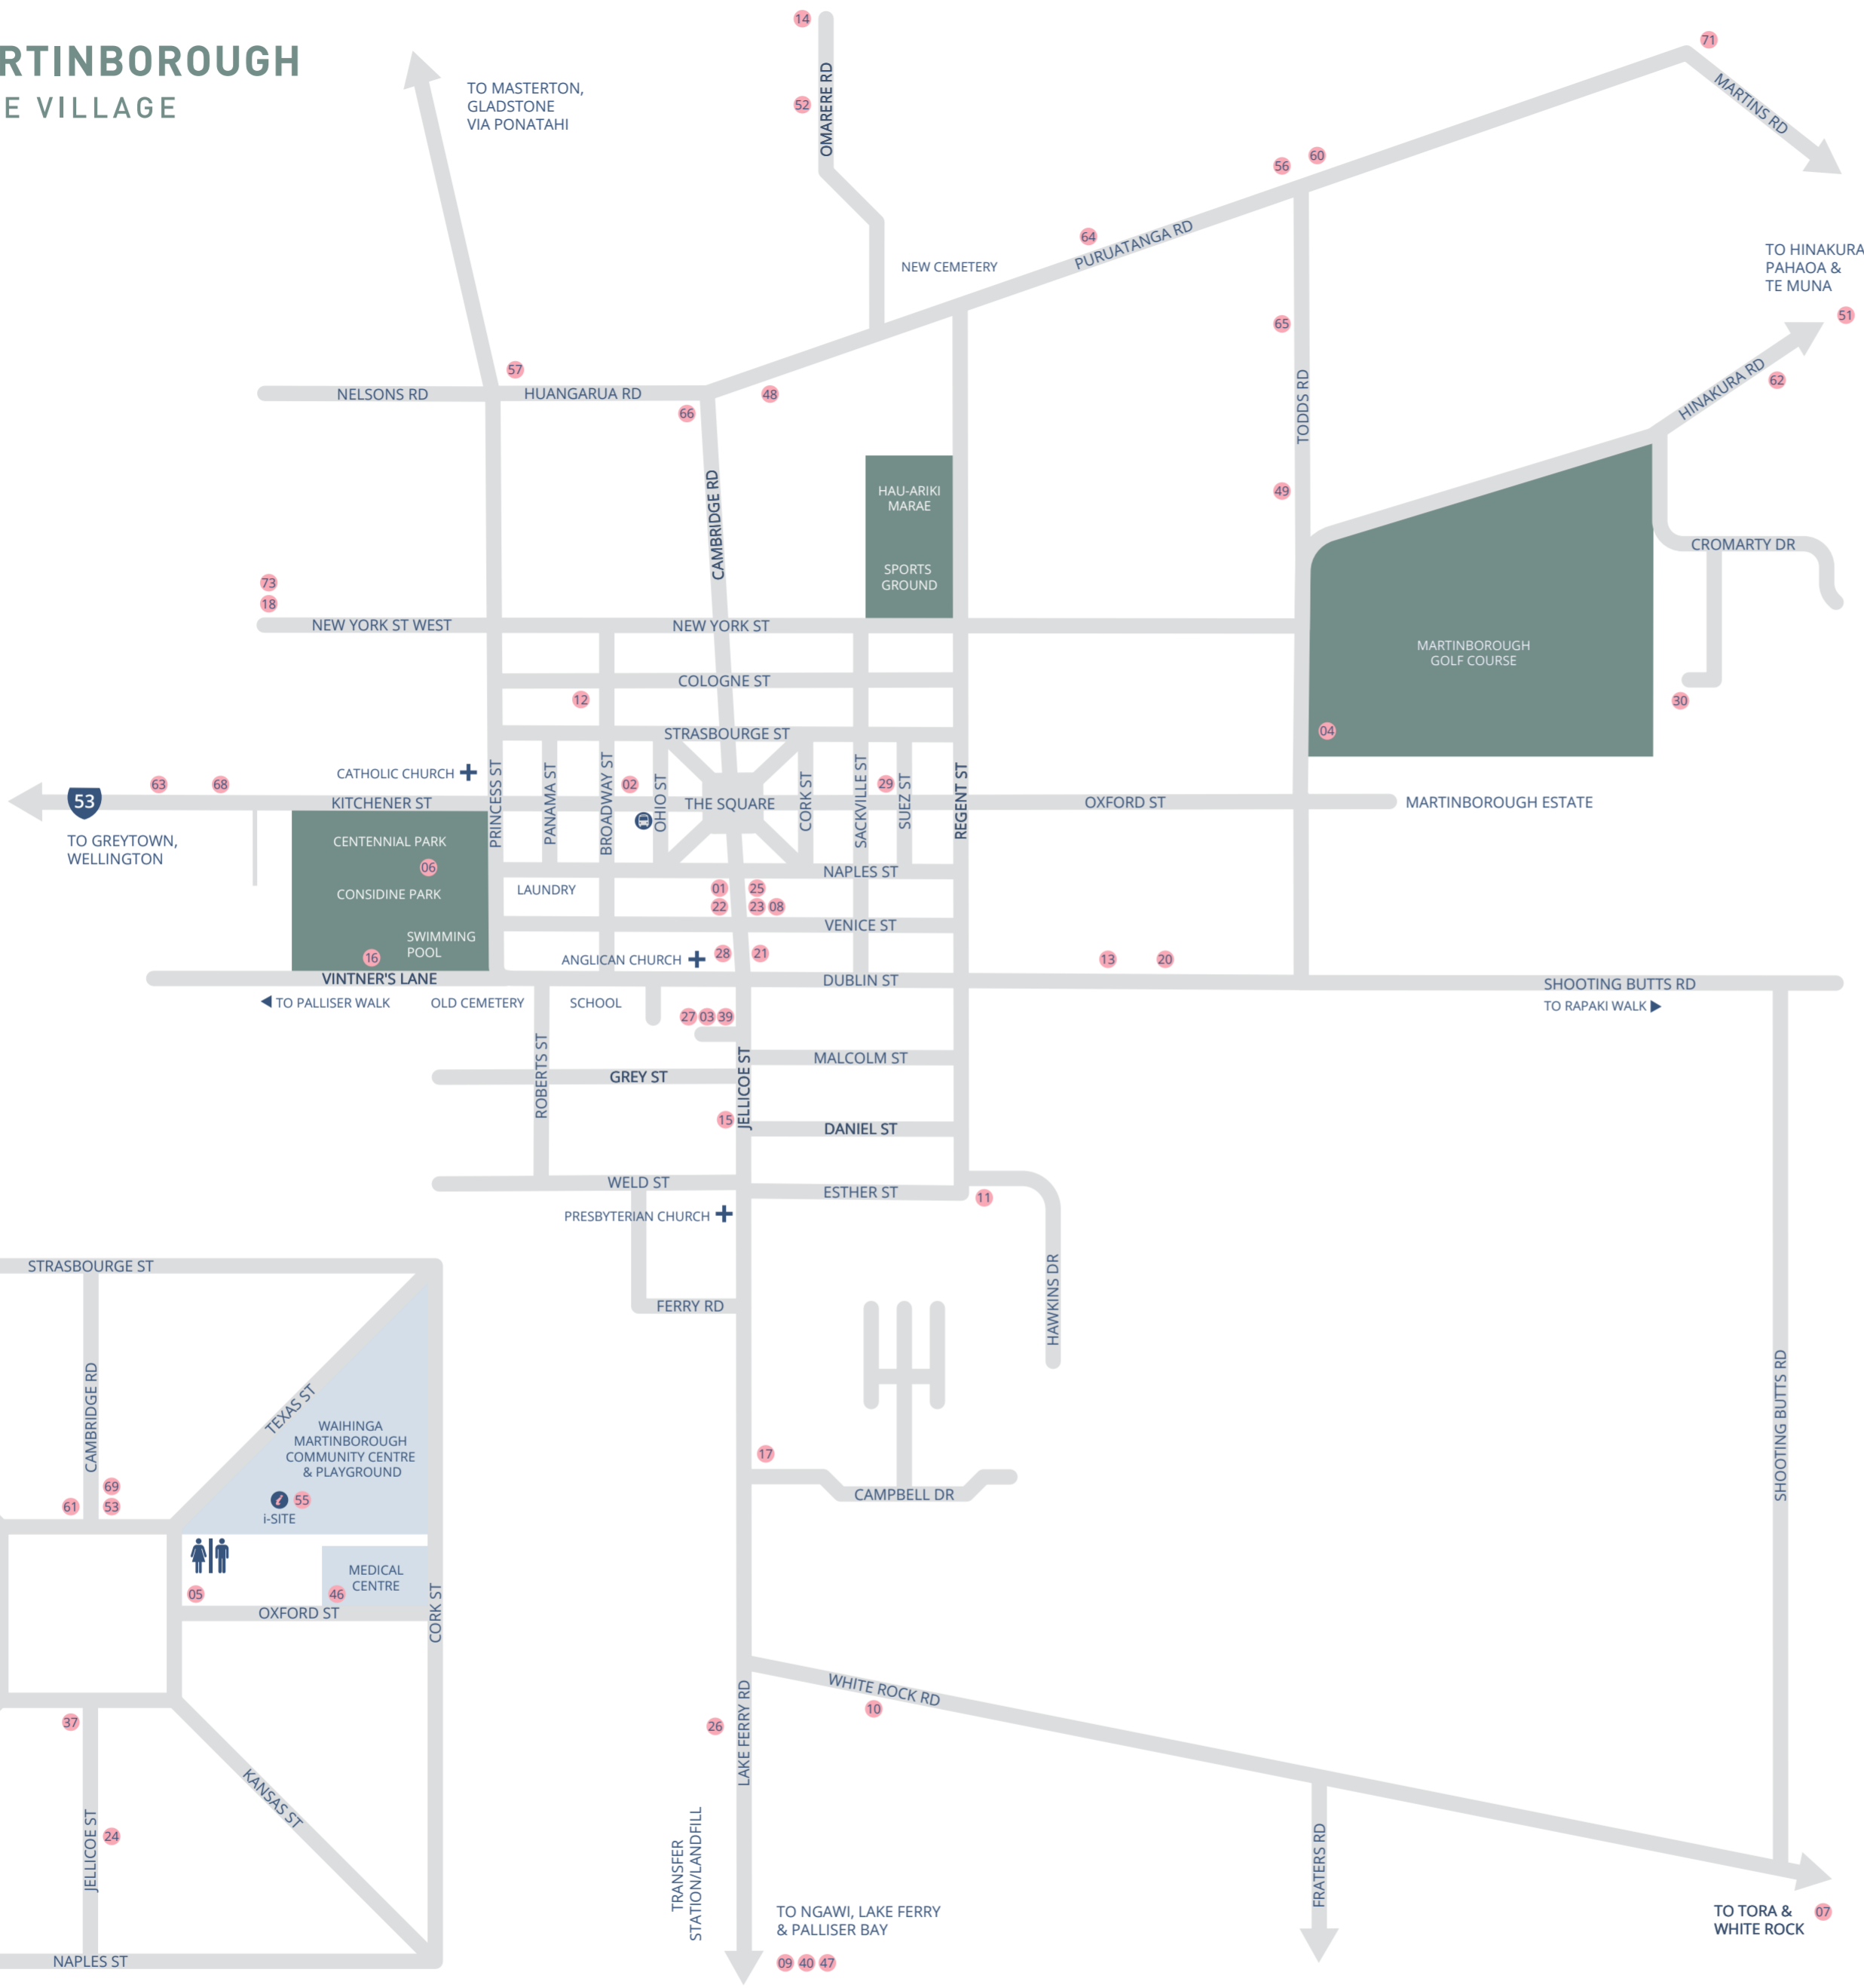 RTINBOROUGH
E VILLAGE
TO MASTERTON,
GLADSTONE
VIA PONATAHI
14
52
OMARERE RD
71
MARTINS RD
56
60
64
PURUATANGA RD
NEW CEMETERY
TO HINAKURA
PAHAOA &
TE MUNA
51
65
62
HINAKURA RD
57
NELSONS RD
HUANGARUA RD
66
48
TODDS RD
CAMBRIDGE RD
HAU-ARIKI
MARAE
SPORTS
GROUND
49
CROMARTY DR
73
18
NEW YORK ST WEST
NEW YORK ST
MARTINBOROUGH
GOLF COURSE
COLOGNE ST
12
30
04
STRASBOURGE ST
CATHOLIC CHURCH
63
68
53
KITCHENER ST
PRINCESS ST
PANAMA ST
BROADWAY ST
02
OHIO ST
THE SQUARE
CORK ST
SACKVILLE ST
29
SUEZ ST
REGENT ST
OXFORD ST
MARTINBOROUGH ESTATE
TO GREYTOWN,
WELLINGTON
CENTENNIAL PARK
06
CONSIDINE PARK
SWIMMING
POOL
16
LAUNDRY
NAPLES ST
01
25
22
23
08
VENICE ST
ANGLICAN CHURCH
28
21
13
20
VINTNER'S LANE
DUBLIN ST
SHOOTING BUTTS RD
TO PALLISER WALK
OLD CEMETERY
SCHOOL
TO RAPAKI WALK
27
03
39
ROBERTS ST
JELLICOE ST
MALCOLM ST
GREY ST
15
DANIEL ST
WELD ST
ESTHER ST
11
PRESBYTERIAN CHURCH
HAWKINS DR
FERRY RD
SHOOTING BUTTS RD
17
CAMPBELL DR
WHITE ROCK RD
10
26
LAKE FERRY RD
TRANSFER
STATION/LANDFILL
FRATERS RD
TO NGAWI, LAKE FERRY
& PALLISER BAY
09
40
47
TO TORA &
WHITE ROCK
07
STRASBOURGE ST
CAMBRIDGE RD
TEXAS ST
WAIHINGA
MARTINBOROUGH
COMMUNITY CENTRE
& PLAYGROUND
69
61
53
55
i-SITE
MEDICAL
CENTRE
05
46
OXFORD ST
CORK ST
37
KANSAS ST
JELLICOE ST
24
NAPLES ST